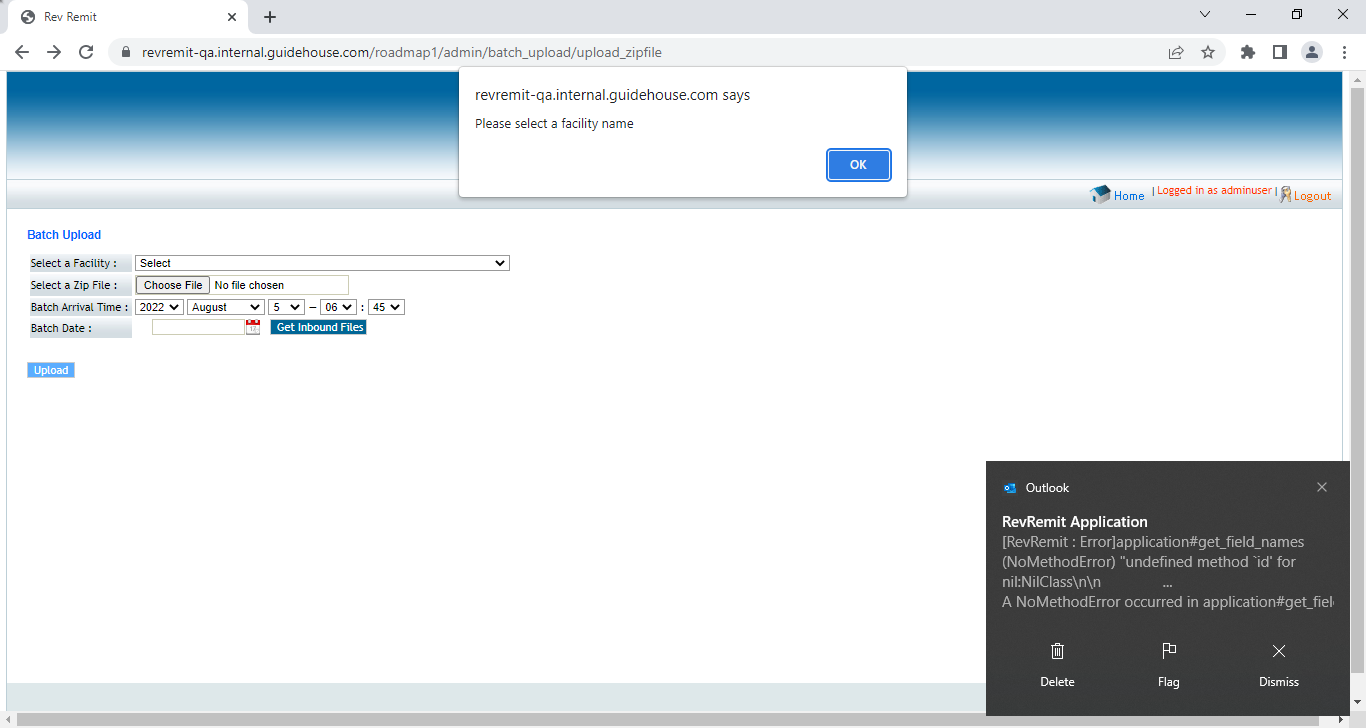 Rev Remit
revremit-qa.internal.guidehouse.com/roadmap1/admin/batch_upload/upload_zipfile
revremit-qa.internal.guidehouse.com says
Please select a facility name
OK
Home | Logged in as adminuser | Logout
Batch Upload
Select a Facility : Select
Select a Zip File : Choose File No file chosen
Batch Arrival Time : 2022 August 5 – 06 : 45
Batch Date : Get Inbound Files
Upload
Outlook
RevRemit Application
[RevRemit : Error]application#get_field_names
(NoMethodError) "undefined method `id' for
nil:NilClass\n\n ...
A NoMethodError occurred in application#get_fiel
Delete Flag Dismiss